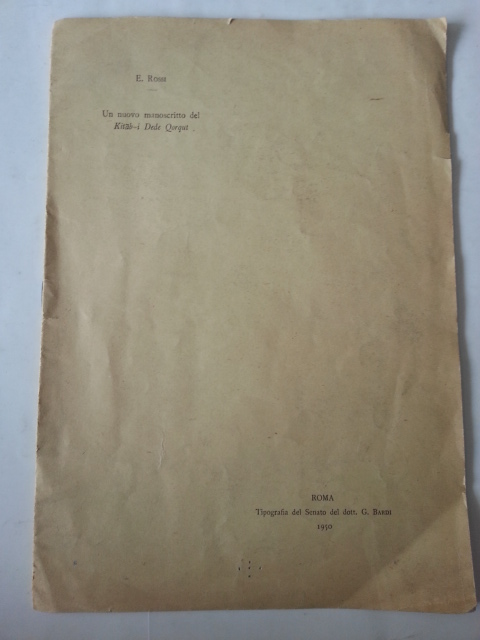 E. Rossi
Un nuovo manoscritto del
Kitāb-i Dede Qorqut .
ROMA
Tipografia del Senato del dott. G. BARDI
1950